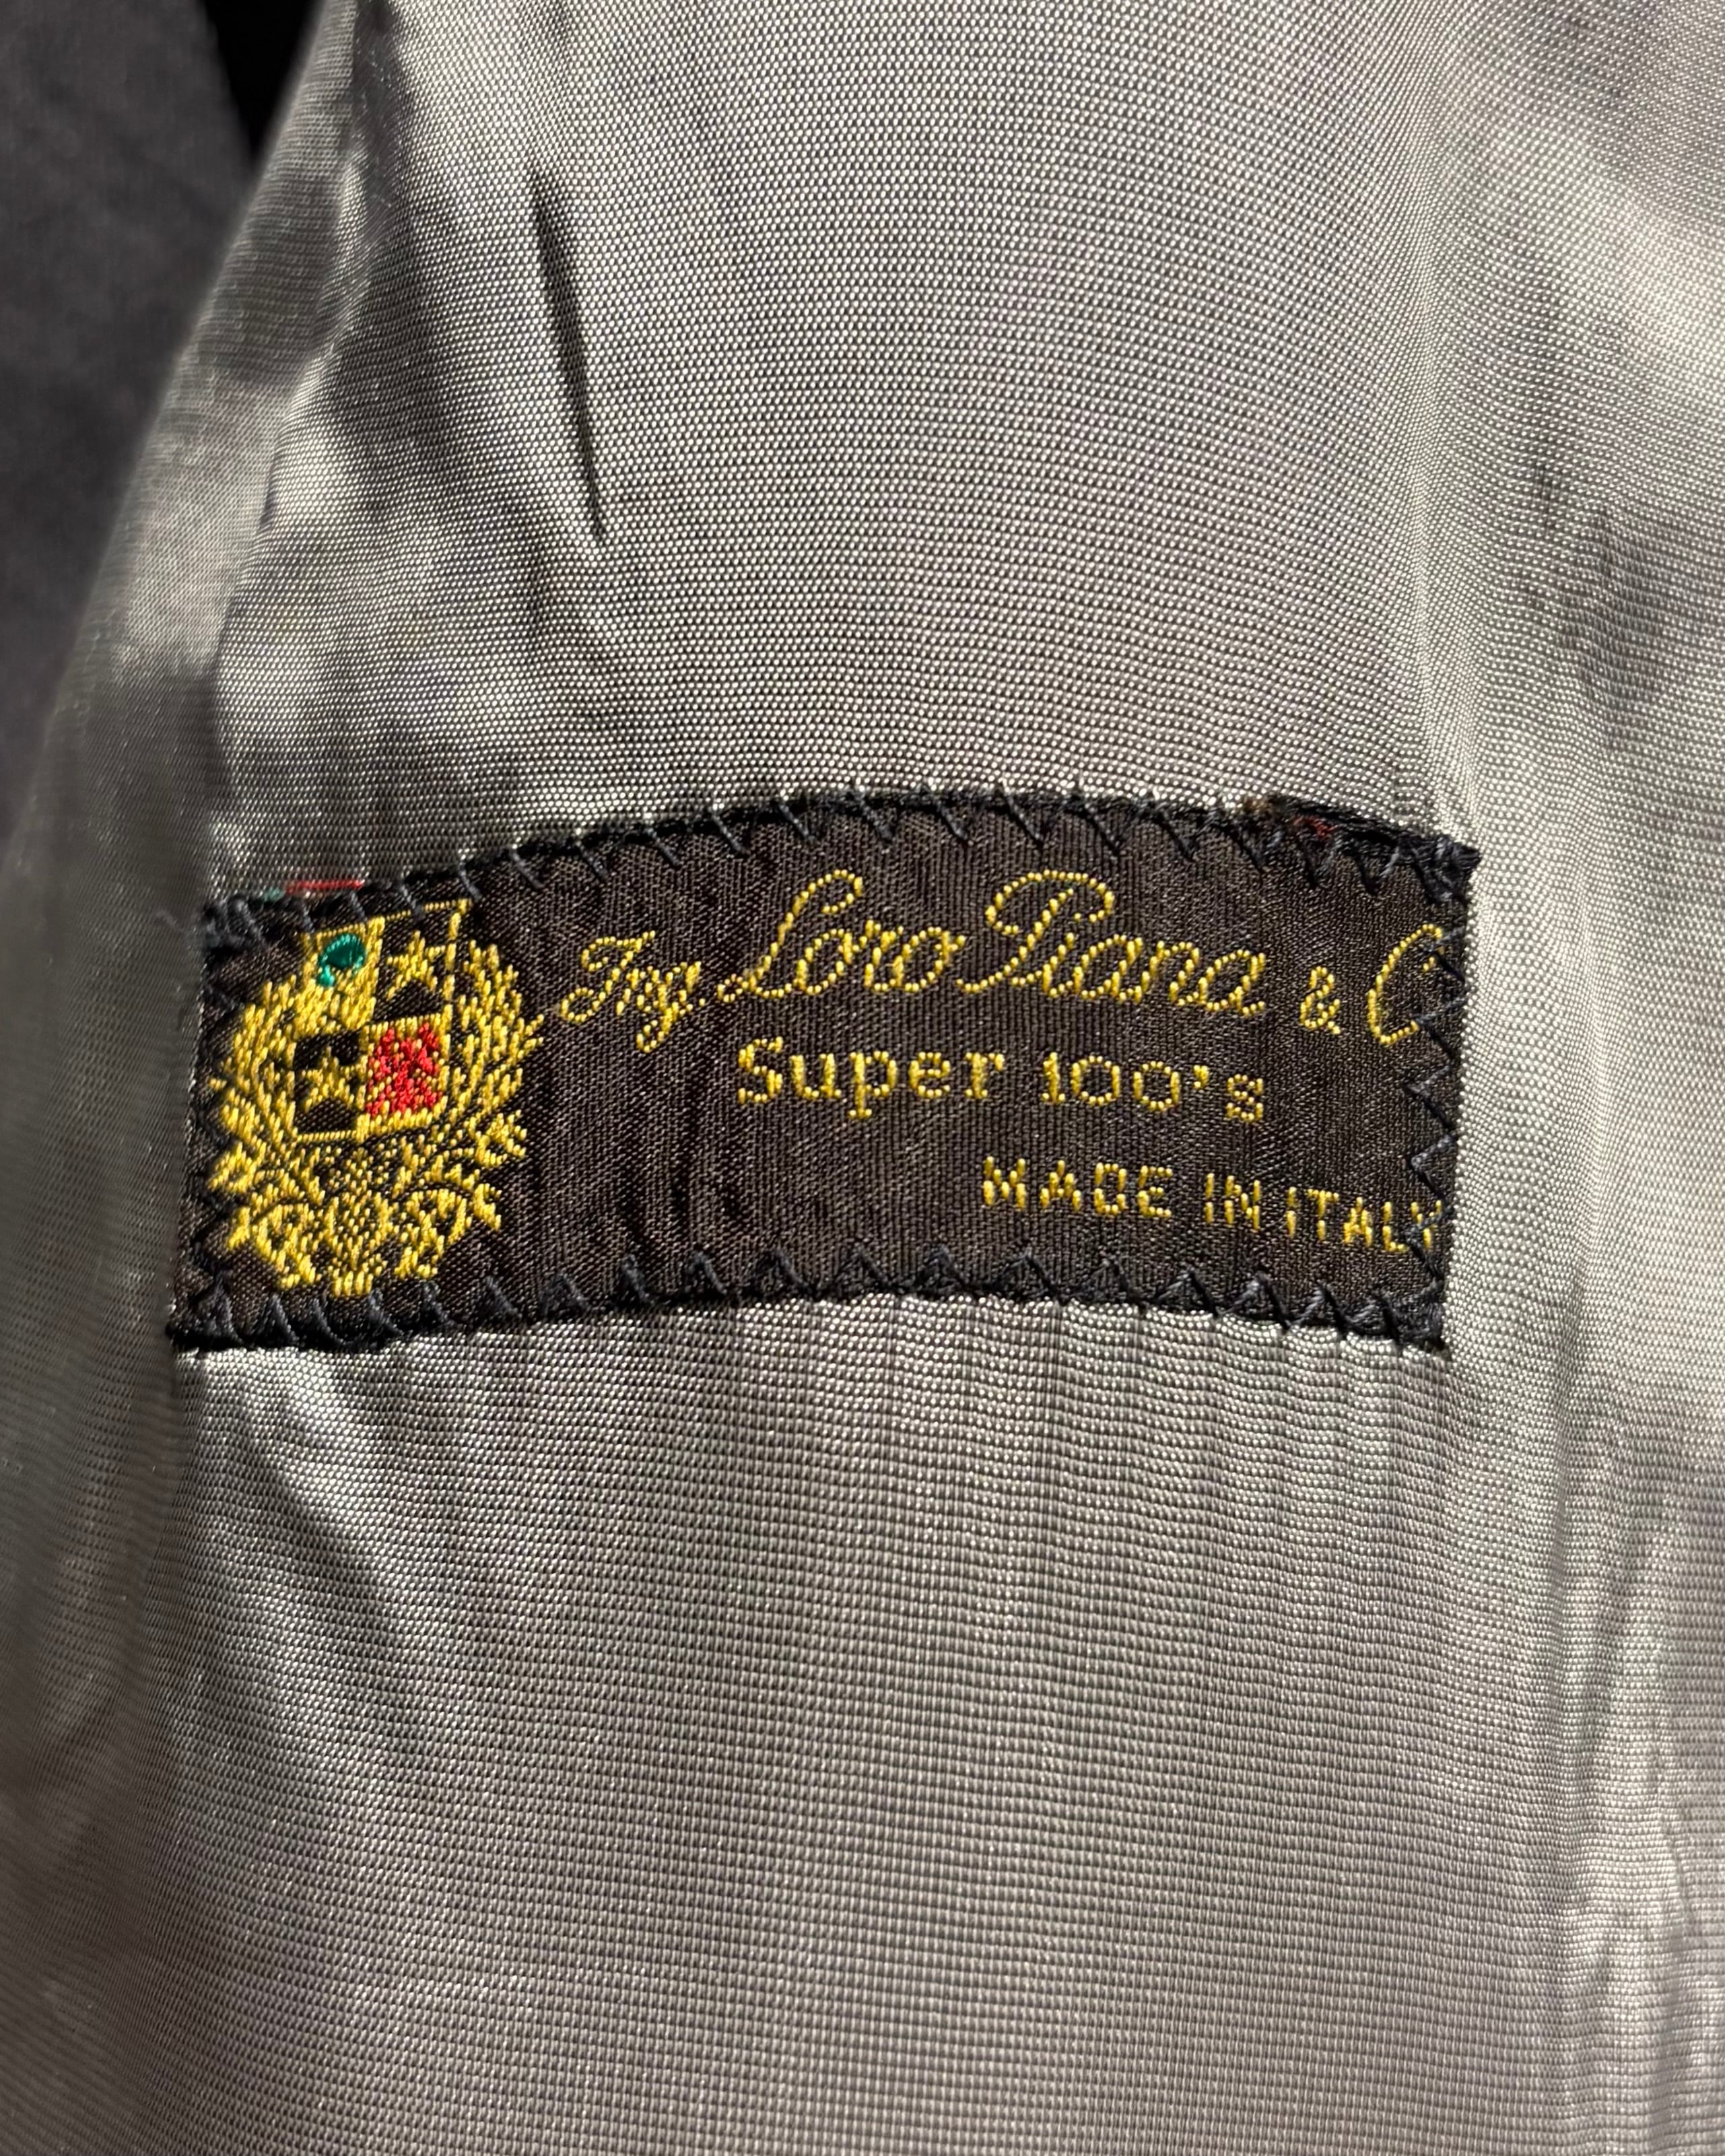 Ing. Loro Piana & C
Super 100's
MADE IN ITALY